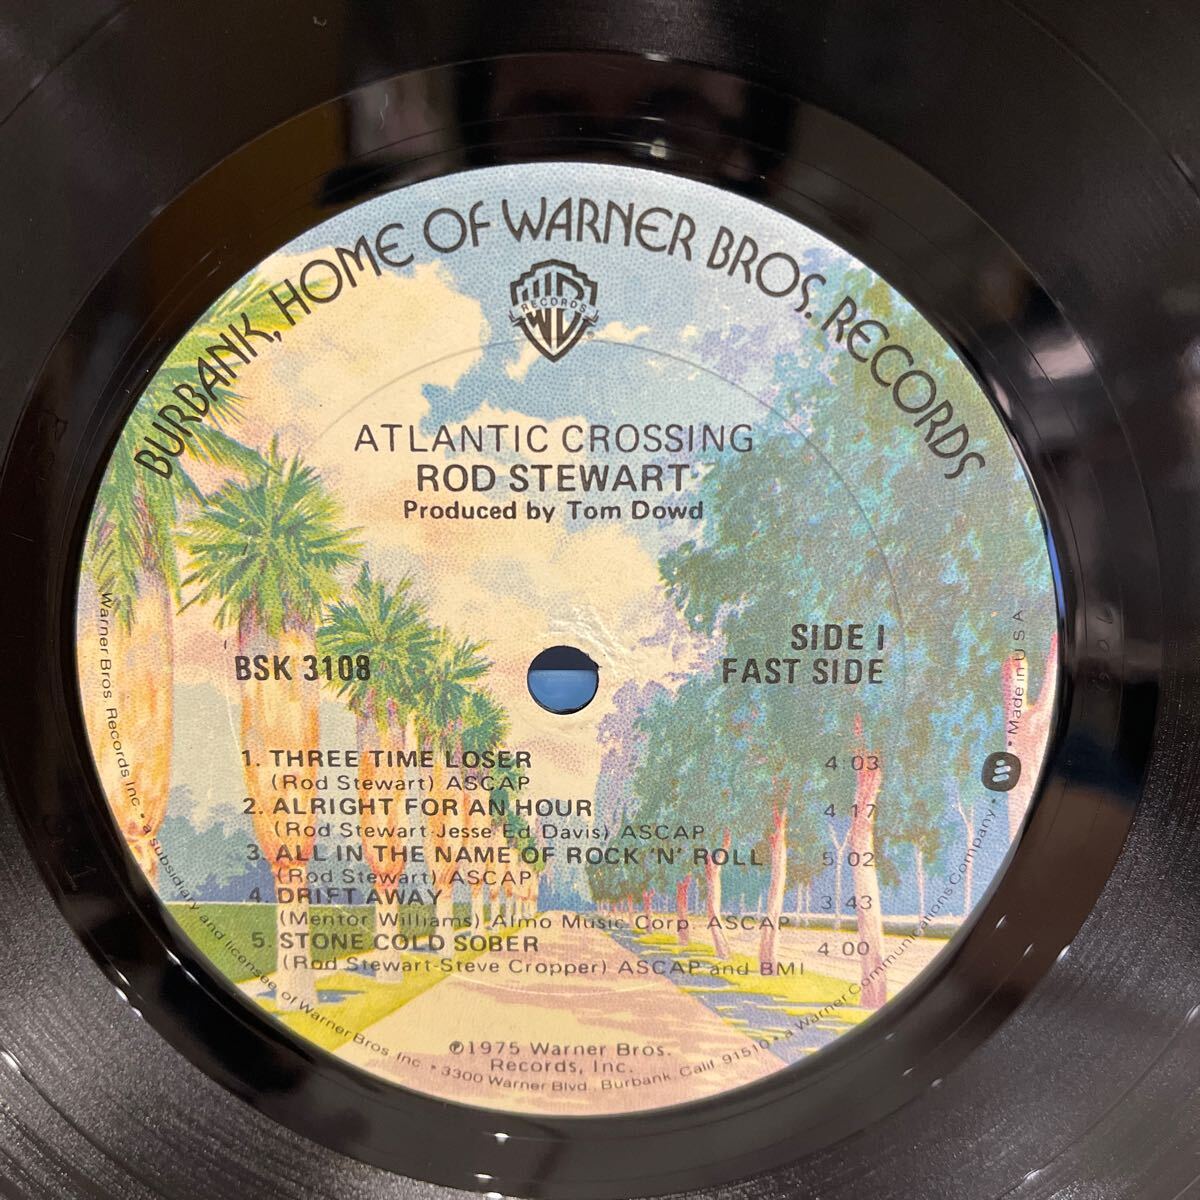 BURBANK, HOME OF WARNER BROS. RECORDS
RECORDS
ATLANTIC CROSSING
ROD STEWART
Produced by Tom Dowd
BSK 3108
SIDE 1
FAST SIDE
1. THREE TIME LOSER 4:03
(Rod Stewart) ASCAP
2. ALRIGHT FOR AN HOUR 4:17
(Rod Stewart-Jesse Ed Davis) ASCAP
3. ALL IN THE NAME OF ROCK 'N' ROLL 5:02
(Rod Stewart) ASCAP
4. DRIFT AWAY 3:43
(Mentor Williams) Almo Music Corp. ASCAP
5. STONE COLD SOBER 4:00
(Rod Stewart-Steve Cropper) ASCAP and BMI
℗1975 Warner Bros.
Records, Inc.
Warner Bros. Records Inc. • a subsidiary and licensee of Warner Bros. Inc. • 3300 Warner Blvd., Burbank, Calif. 91510 • a Warner Communications Company • Made in U.S.A.